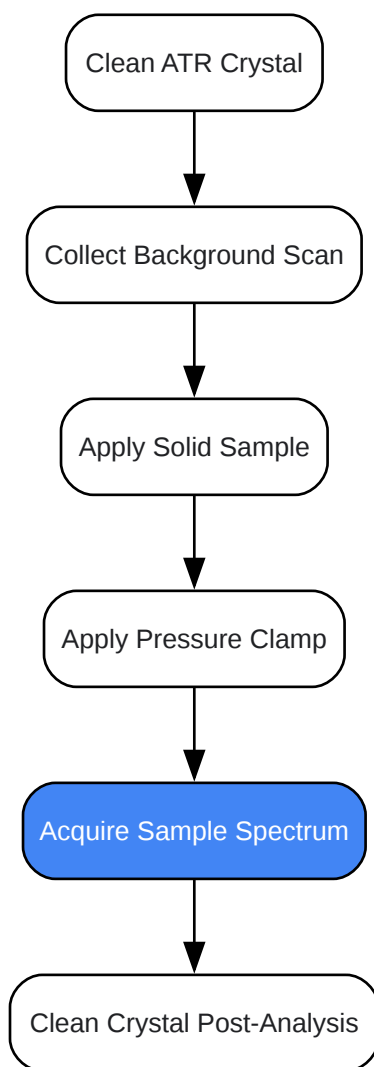 Clean ATR Crystal
Collect Background Scan
Apply Solid Sample
Apply Pressure Clamp
Acquire Sample Spectrum
Clean Crystal Post-Analysis